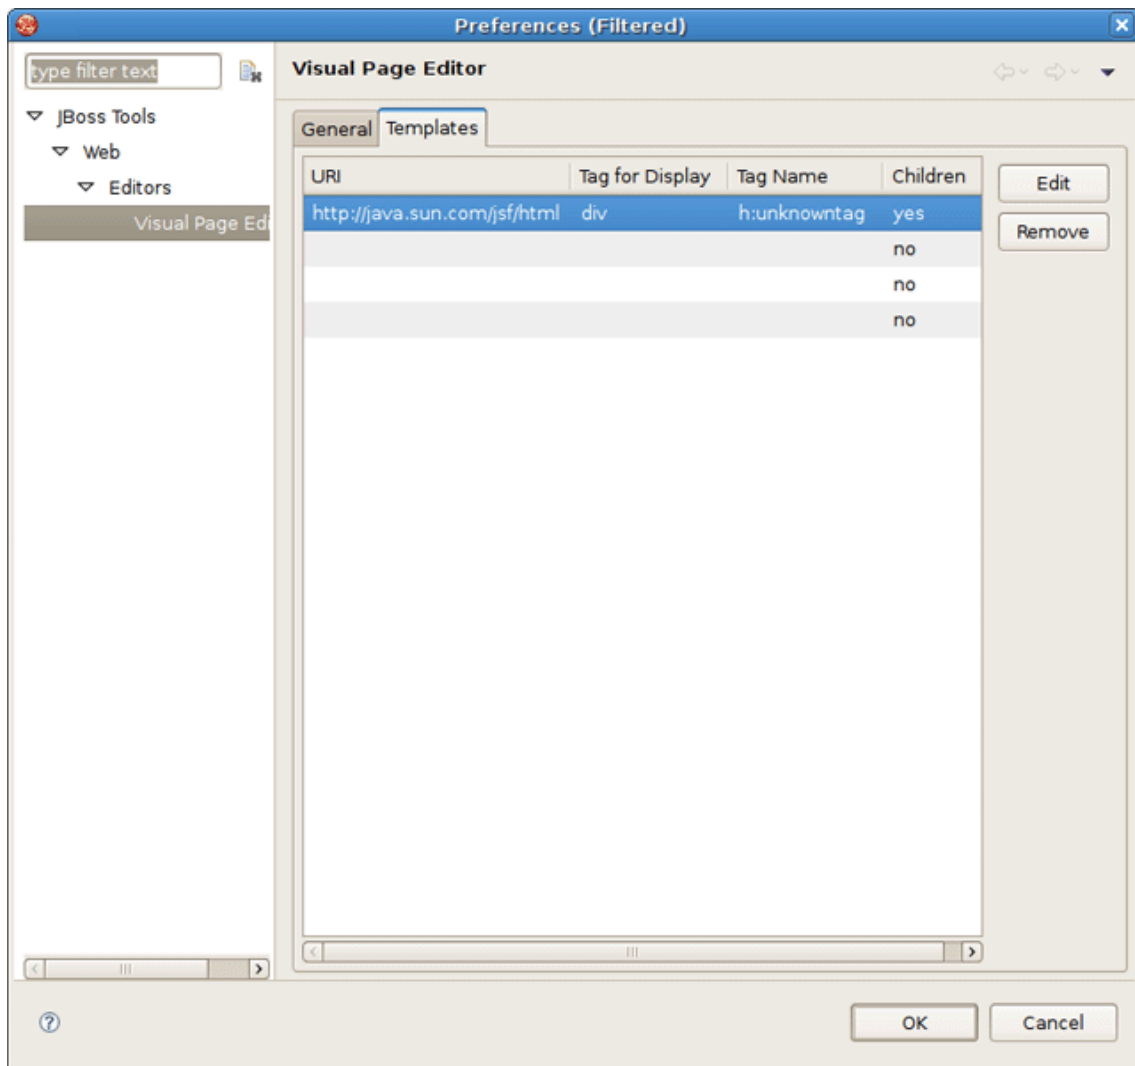 Preferences (Filtered)
type filter text
Visual Page Editor
JBoss Tools
Web
Editors
Visual Page Edi
General Templates
URI Tag for Display Tag Name Children
http://java.sun.com/jsf/html div h:unknowntag yes
no
no
no
Edit
Remove
OK Cancel